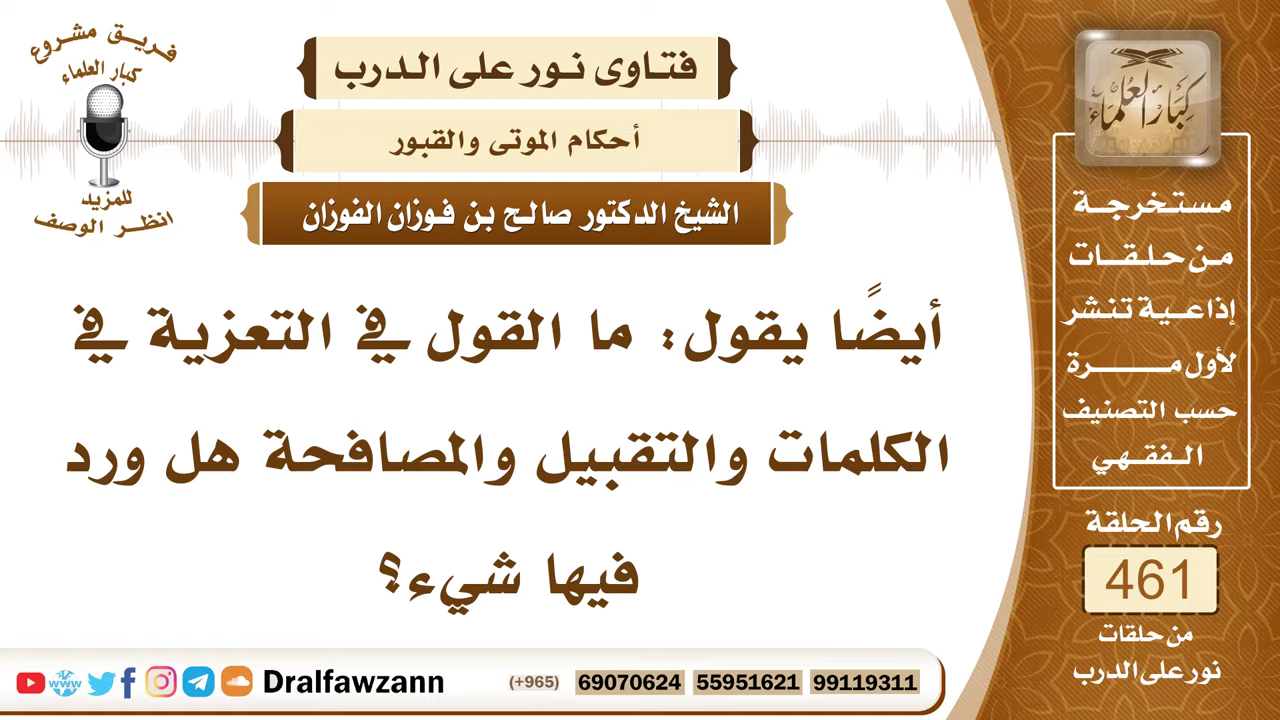 فريق مشروع
كبار العلماء
للمزيد
انظر الوصف
فتاوى نور على الدرب
أحكام الموتى والقبور
الشيخ الدكتور صالح بن فوزان الفوزان
أيضًا يقول: ما القول في التعزية في
الكلمات والتقبيل والمصافحة هل ورد
فيها شيء؟
كبار العلماء
مستخرجة
من حلقات
إذاعية تنشر
لأول مرة
حسب التصنيف
الفقهي
رقم الحلقة
461
من حلقات
نور على الدرب
www Dralfawzann (+965) 69070624 55951621 99119311